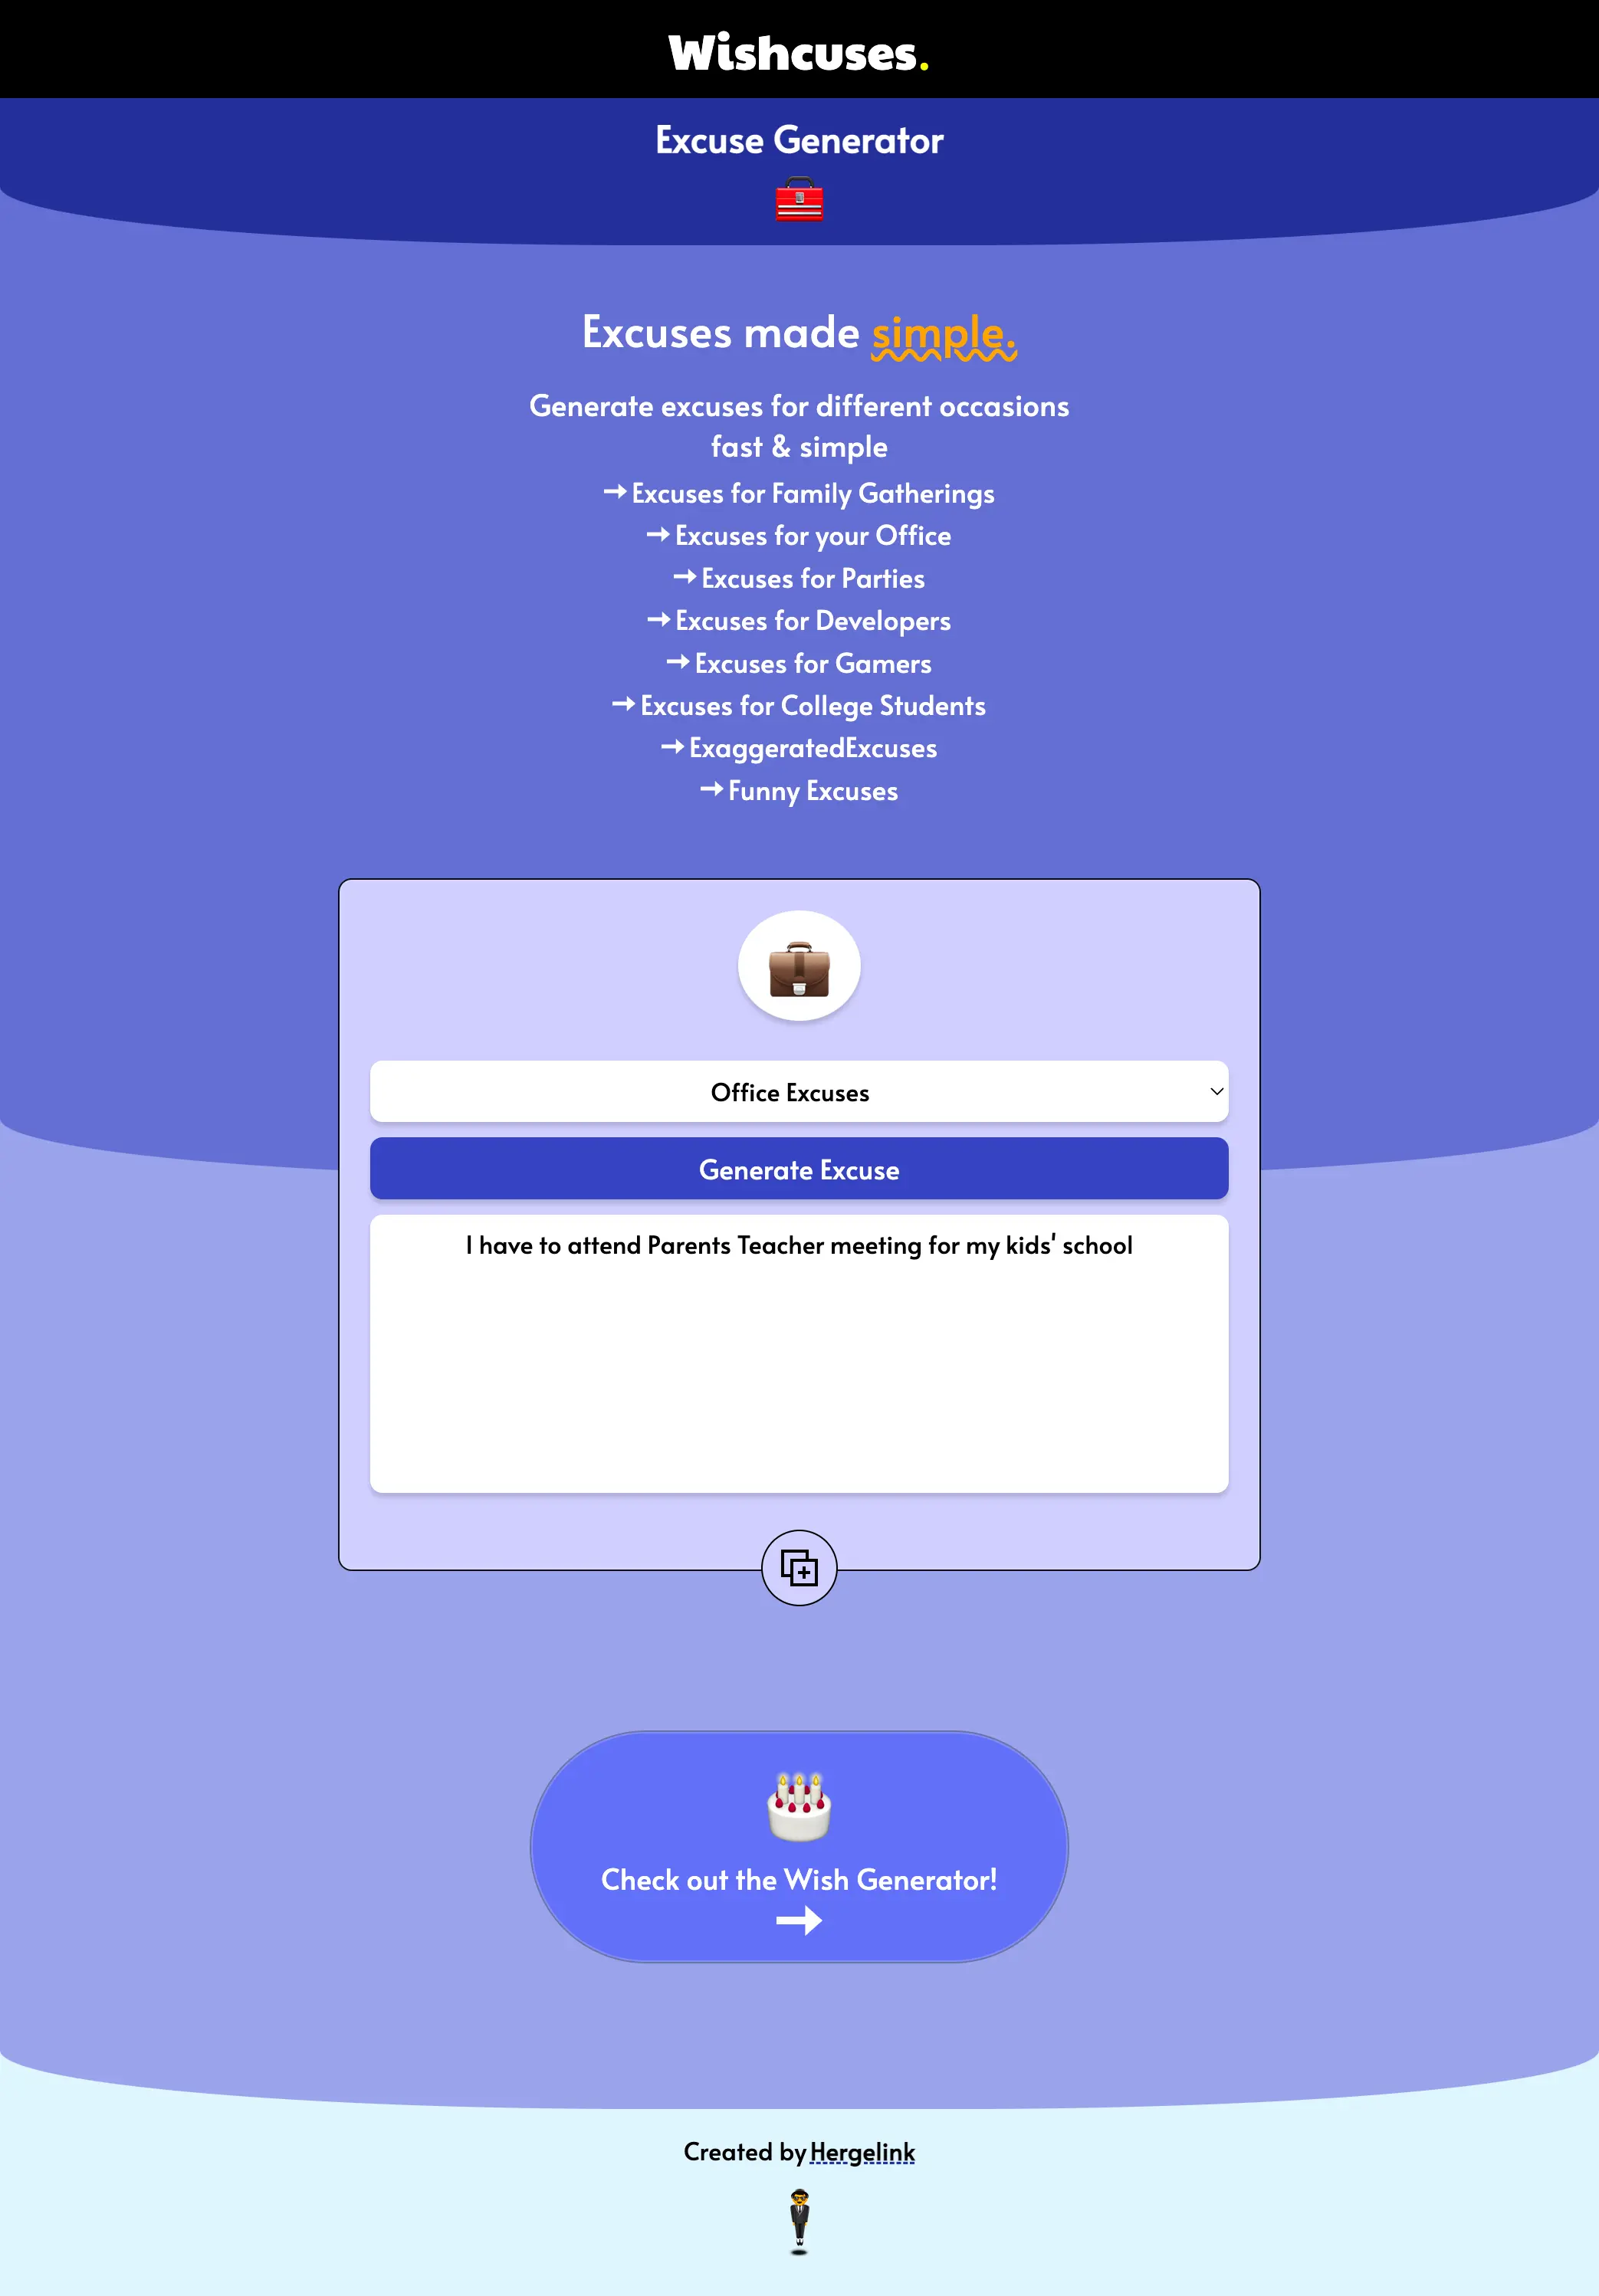 Wishcuses.
Excuse Generator
Excuses made simple.
Generate excuses for different occasions
fast & simple
➞ Excuses for Family Gatherings
➞ Excuses for your Office
➞ Excuses for Parties
➞ Excuses for Developers
➞ Excuses for Gamers
➞ Excuses for College Students
➞ ExaggeratedExcuses
➞ Funny Excuses
Office Excuses
Generate Excuse
I have to attend Parents Teacher meeting for my kids' school
Check out the Wish Generator!
Created by Hergelink